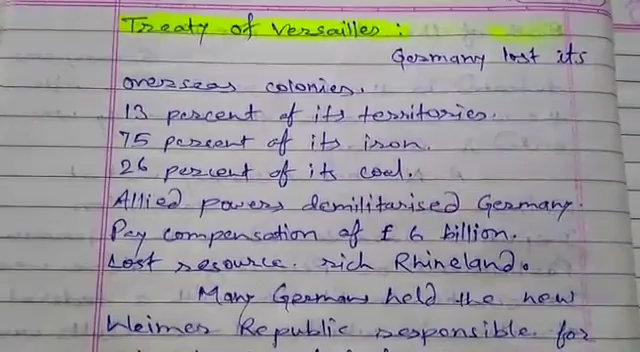 Treaty of Versailles :
Germany lost its
overseas colonies.
13 percent of its territories.
75 percent of its iron.
26 percent of its coal.
Allied powers demilitarised Germany.
Pay compensation of £ 6 billion.
Lost resource. rich Rhineland.
Many Germans held the new
Weimer Republic responsible for